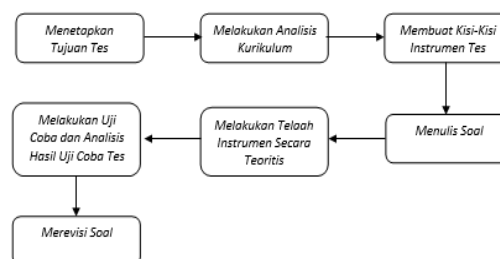 Menetapkan
Tujuan Tes
Melakukan Analisis
Kurikulum
Membuat Kisi-Kisi
Instrumen Tes
Menulis Soal
Melakukan Telaah
Instrumen Secara
Teoritis
Melakukan Uji
Coba dan Analisis
Hasil Uji Coba Tes
Merevisi Soal